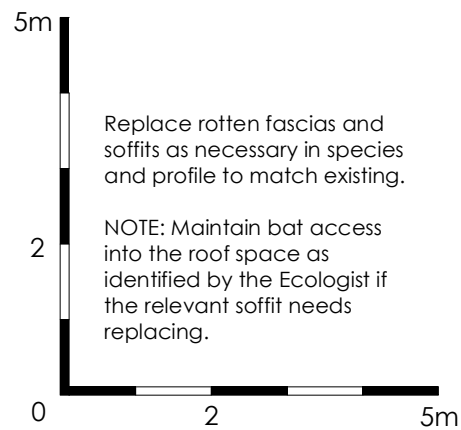 5m
Replace rotten fascias and
soffits as necessary in species
and profile to match existing.
NOTE: Maintain bat access
into the roof space as
identified by the Ecologist if
the relevant soffit needs
replacing.
2
0
2
5m